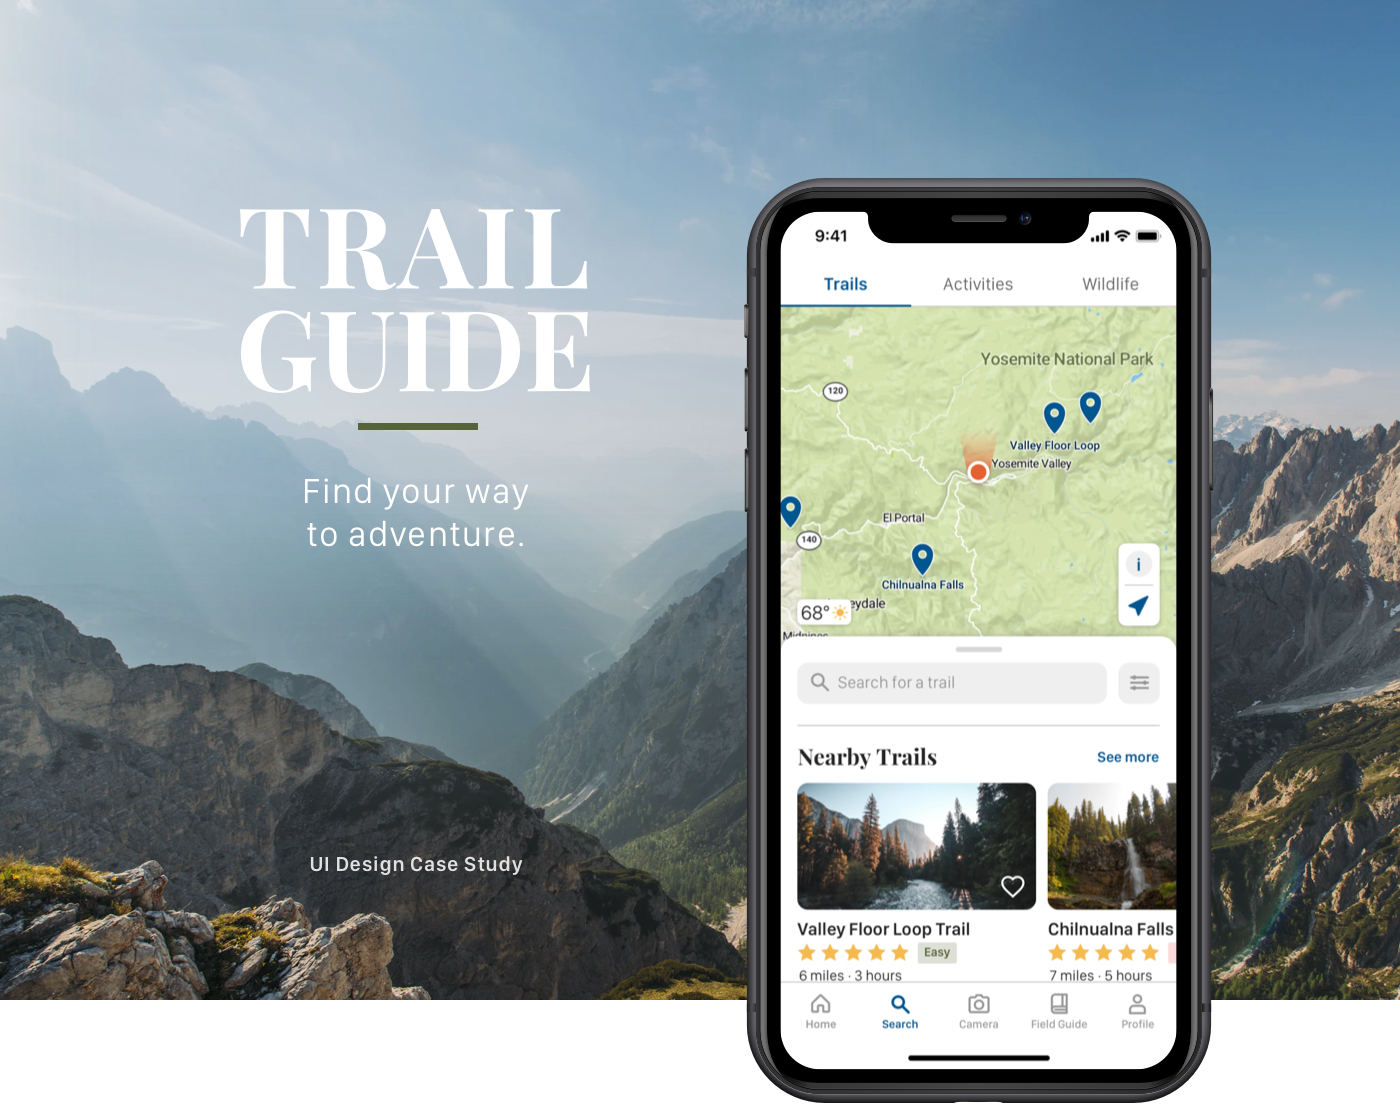 TRAIL
GUIDE
Find your way
to adventure.
UI Design Case Study
9:41
Trails
Activities
Wildlife
Yosemite National Park
120
Valley Floor Loop
Yosemite Valley
El Portal
140
Chilnualna Falls
i
68°
eydale
Search for a trail
Nearby Trails
See more
Valley Floor Loop Trail
Easy
6 miles · 3 hours
Chilnualna Falls
7 miles · 5 hours
Home
Search
Camera
Field Guide
Profile